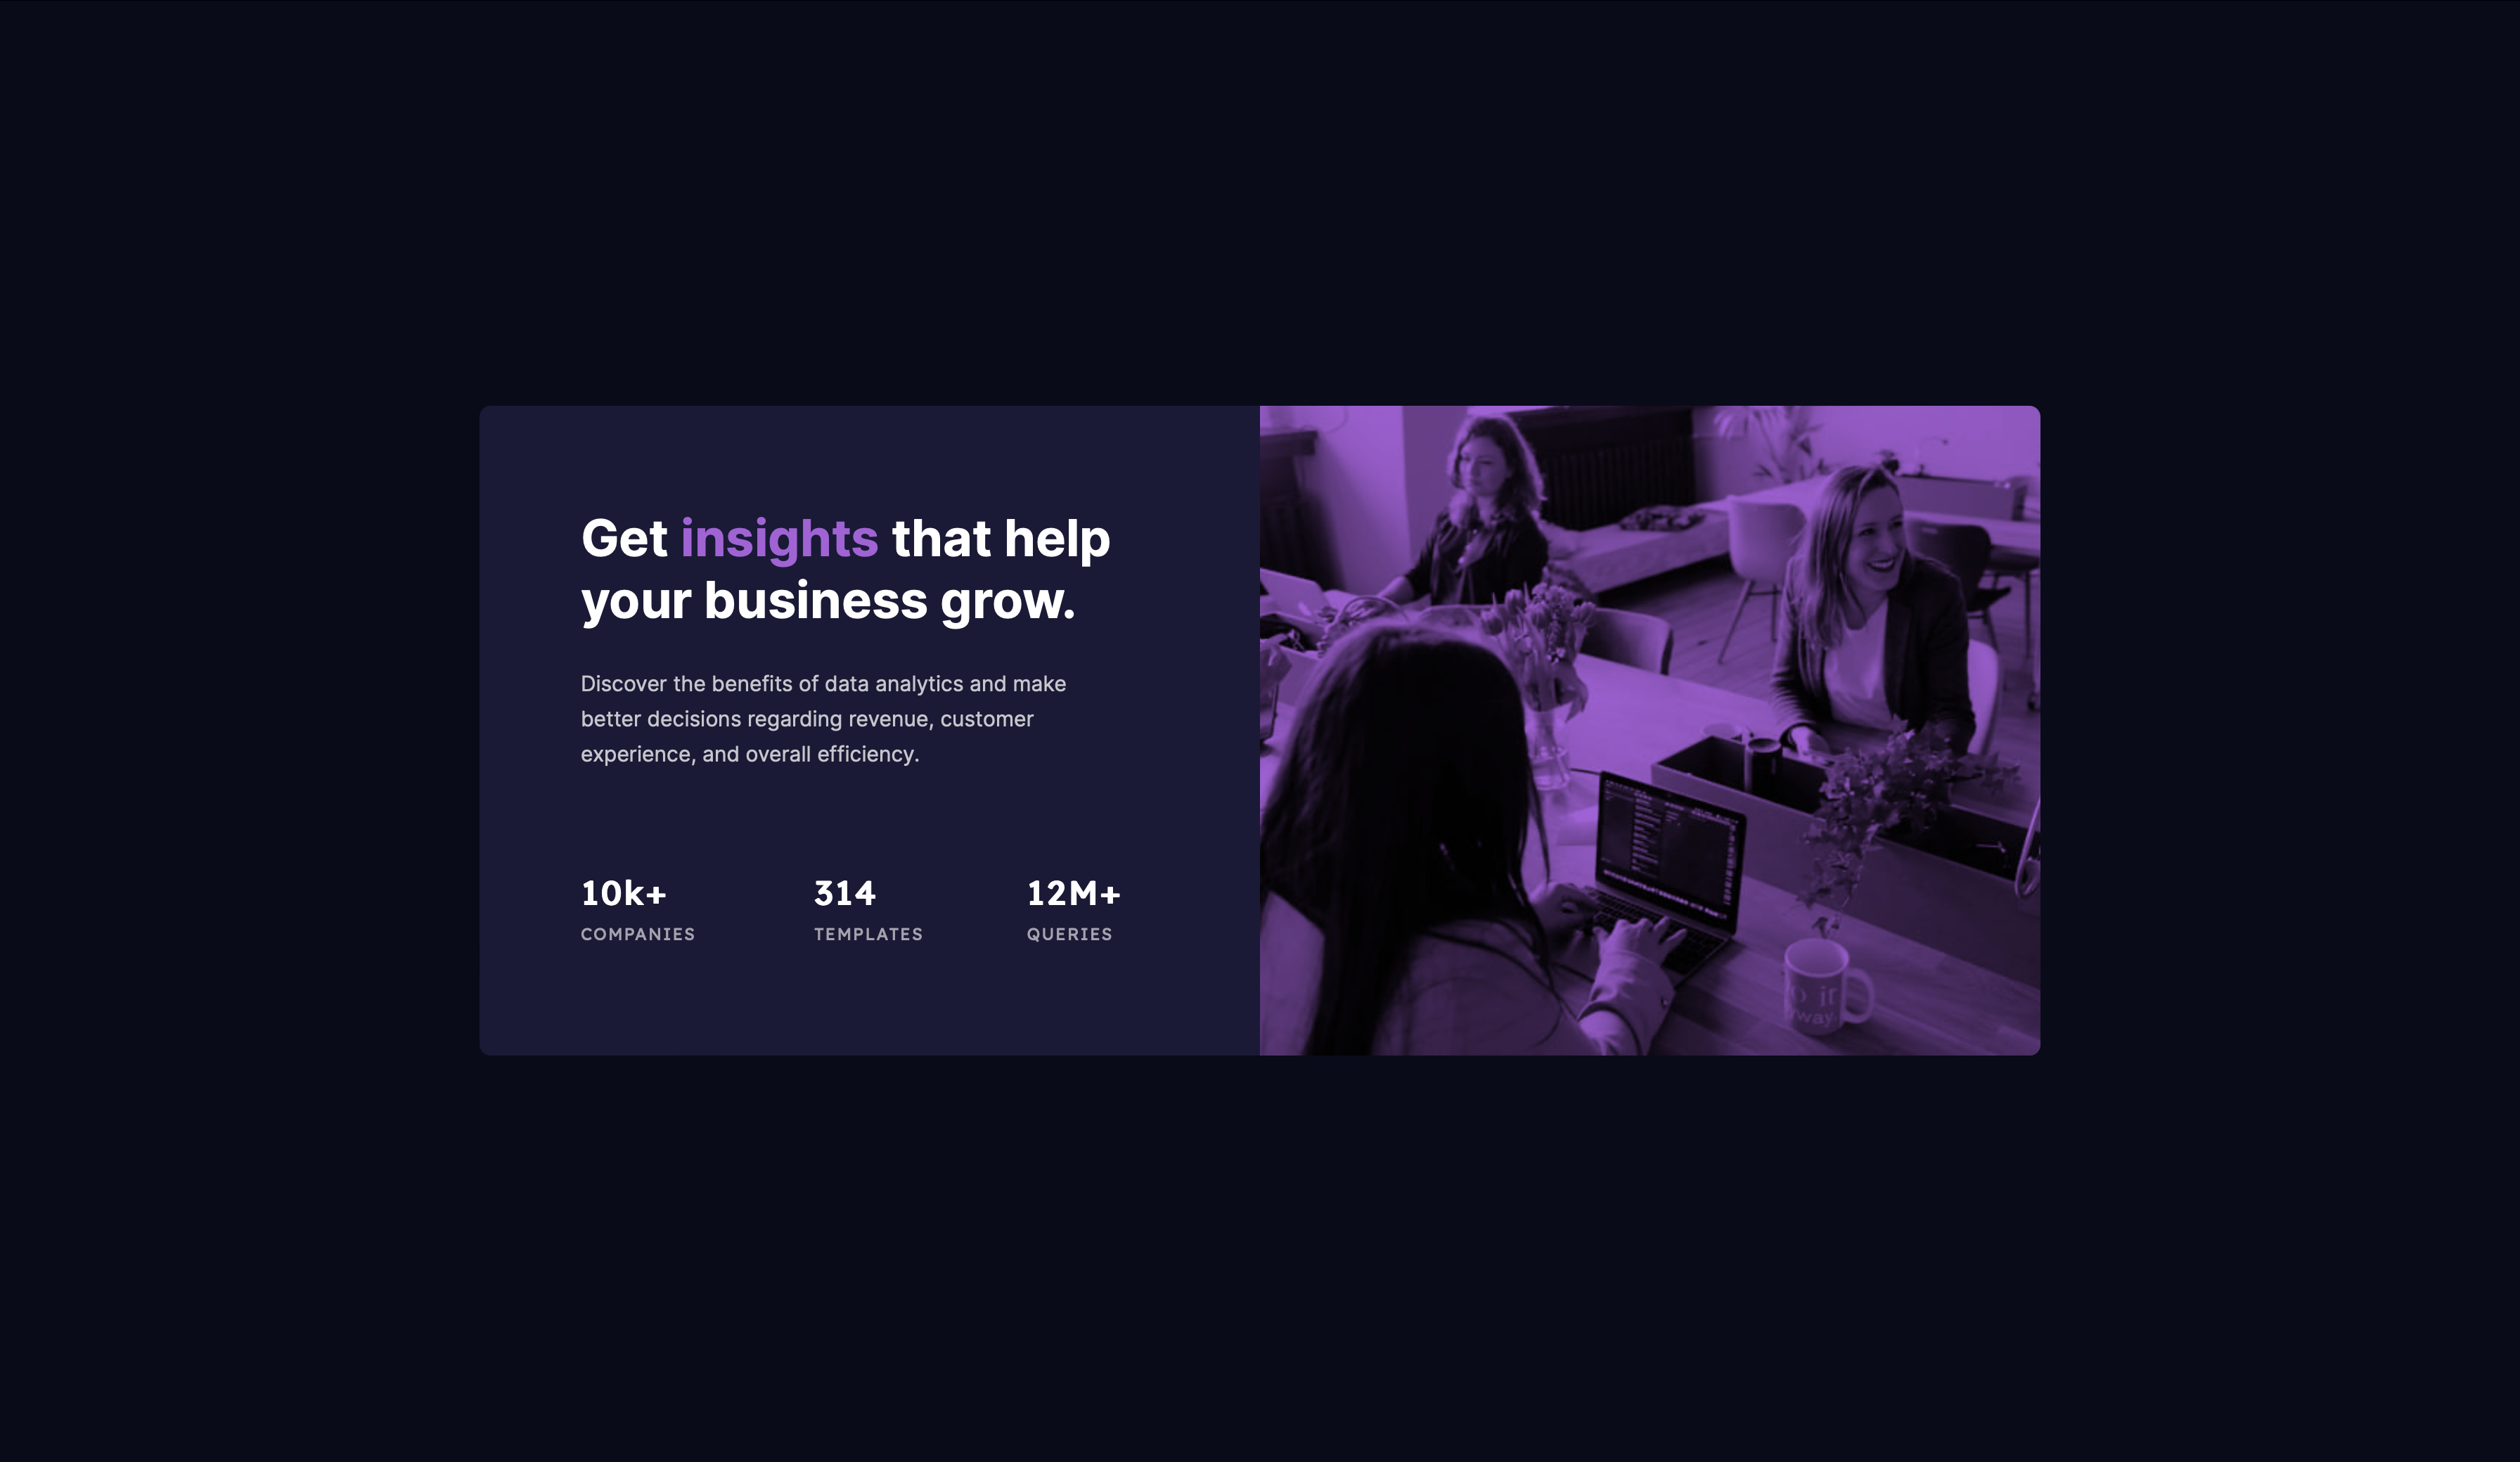 Get insights that help
your business grow.
Discover the benefits of data analytics and make
better decisions regarding revenue, customer
experience, and overall efficiency.
10k+ 314 12M+
COMPANIES TEMPLATES QUERIES